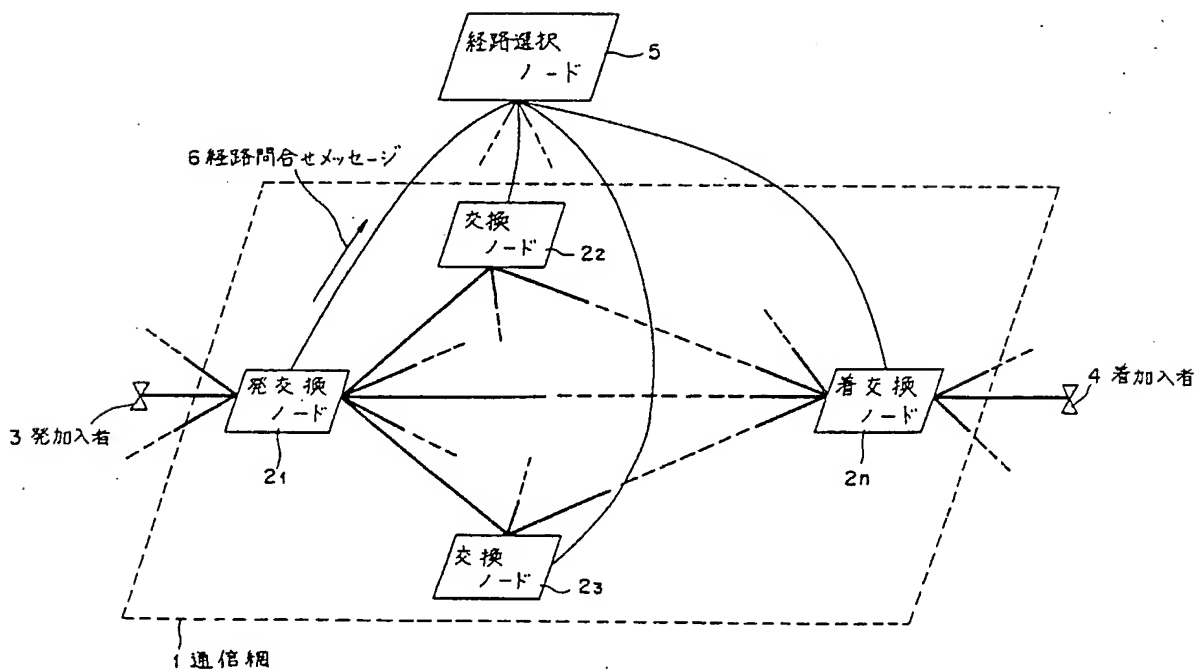 経路選択
ノード
5
6 経路問合せメッセージ
交換
ノード
22
発交換
ノード
21
着交換
ノード
2n
3 発加入者
4 着加入者
交換
ノード
23
1 通信網